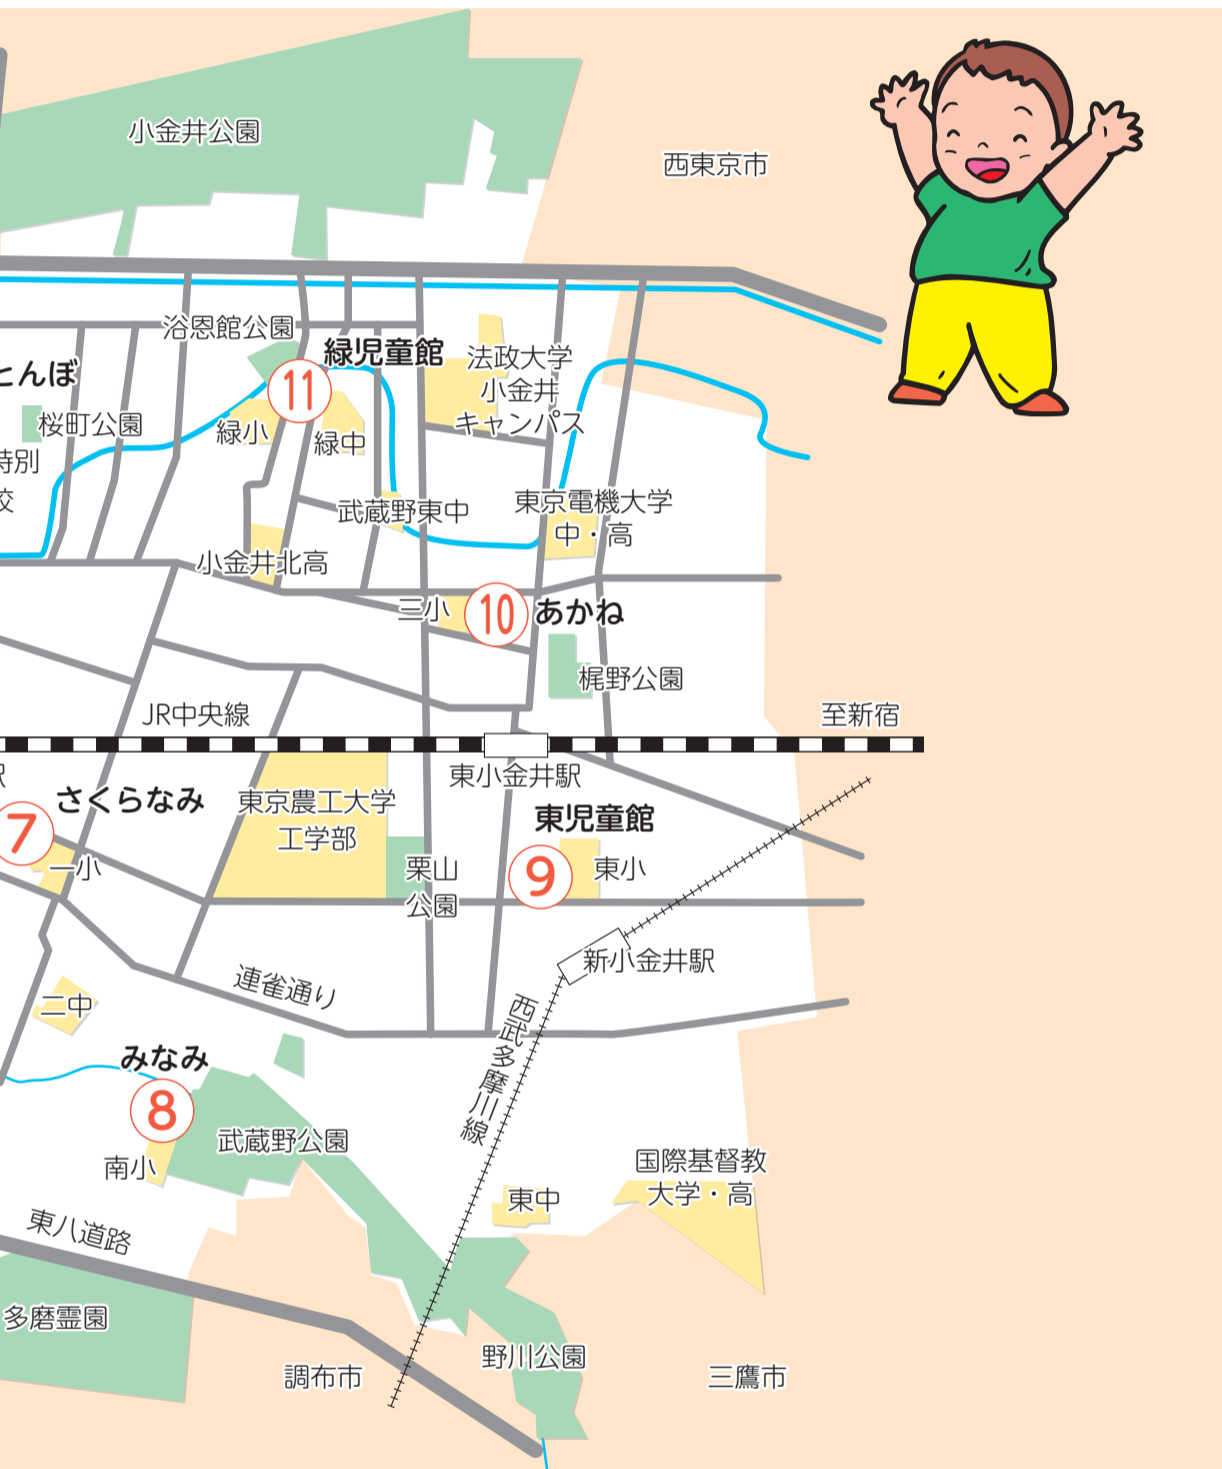 小金井公園
西東京市
浴恩館公園
緑児童館
11
とんぼ
桜町公園
特別
校
緑小
緑中
法政大学
小金井
キャンパス
武蔵野東中
東京電機大学
中・高
小金井北高
三小
10
あかね
梶野公園
JR中央線
至新宿
駅
東小金井駅
さくらなみ
7
一小
東京農工大学
工学部
栗山
公園
東児童館
9
東小
新小金井駅
連雀通り
西武多摩川線
二中
みなみ
8
南小
武蔵野公園
東中
国際基督教
大学・高
東八道路
多磨霊園
調布市
野川公園
三鷹市